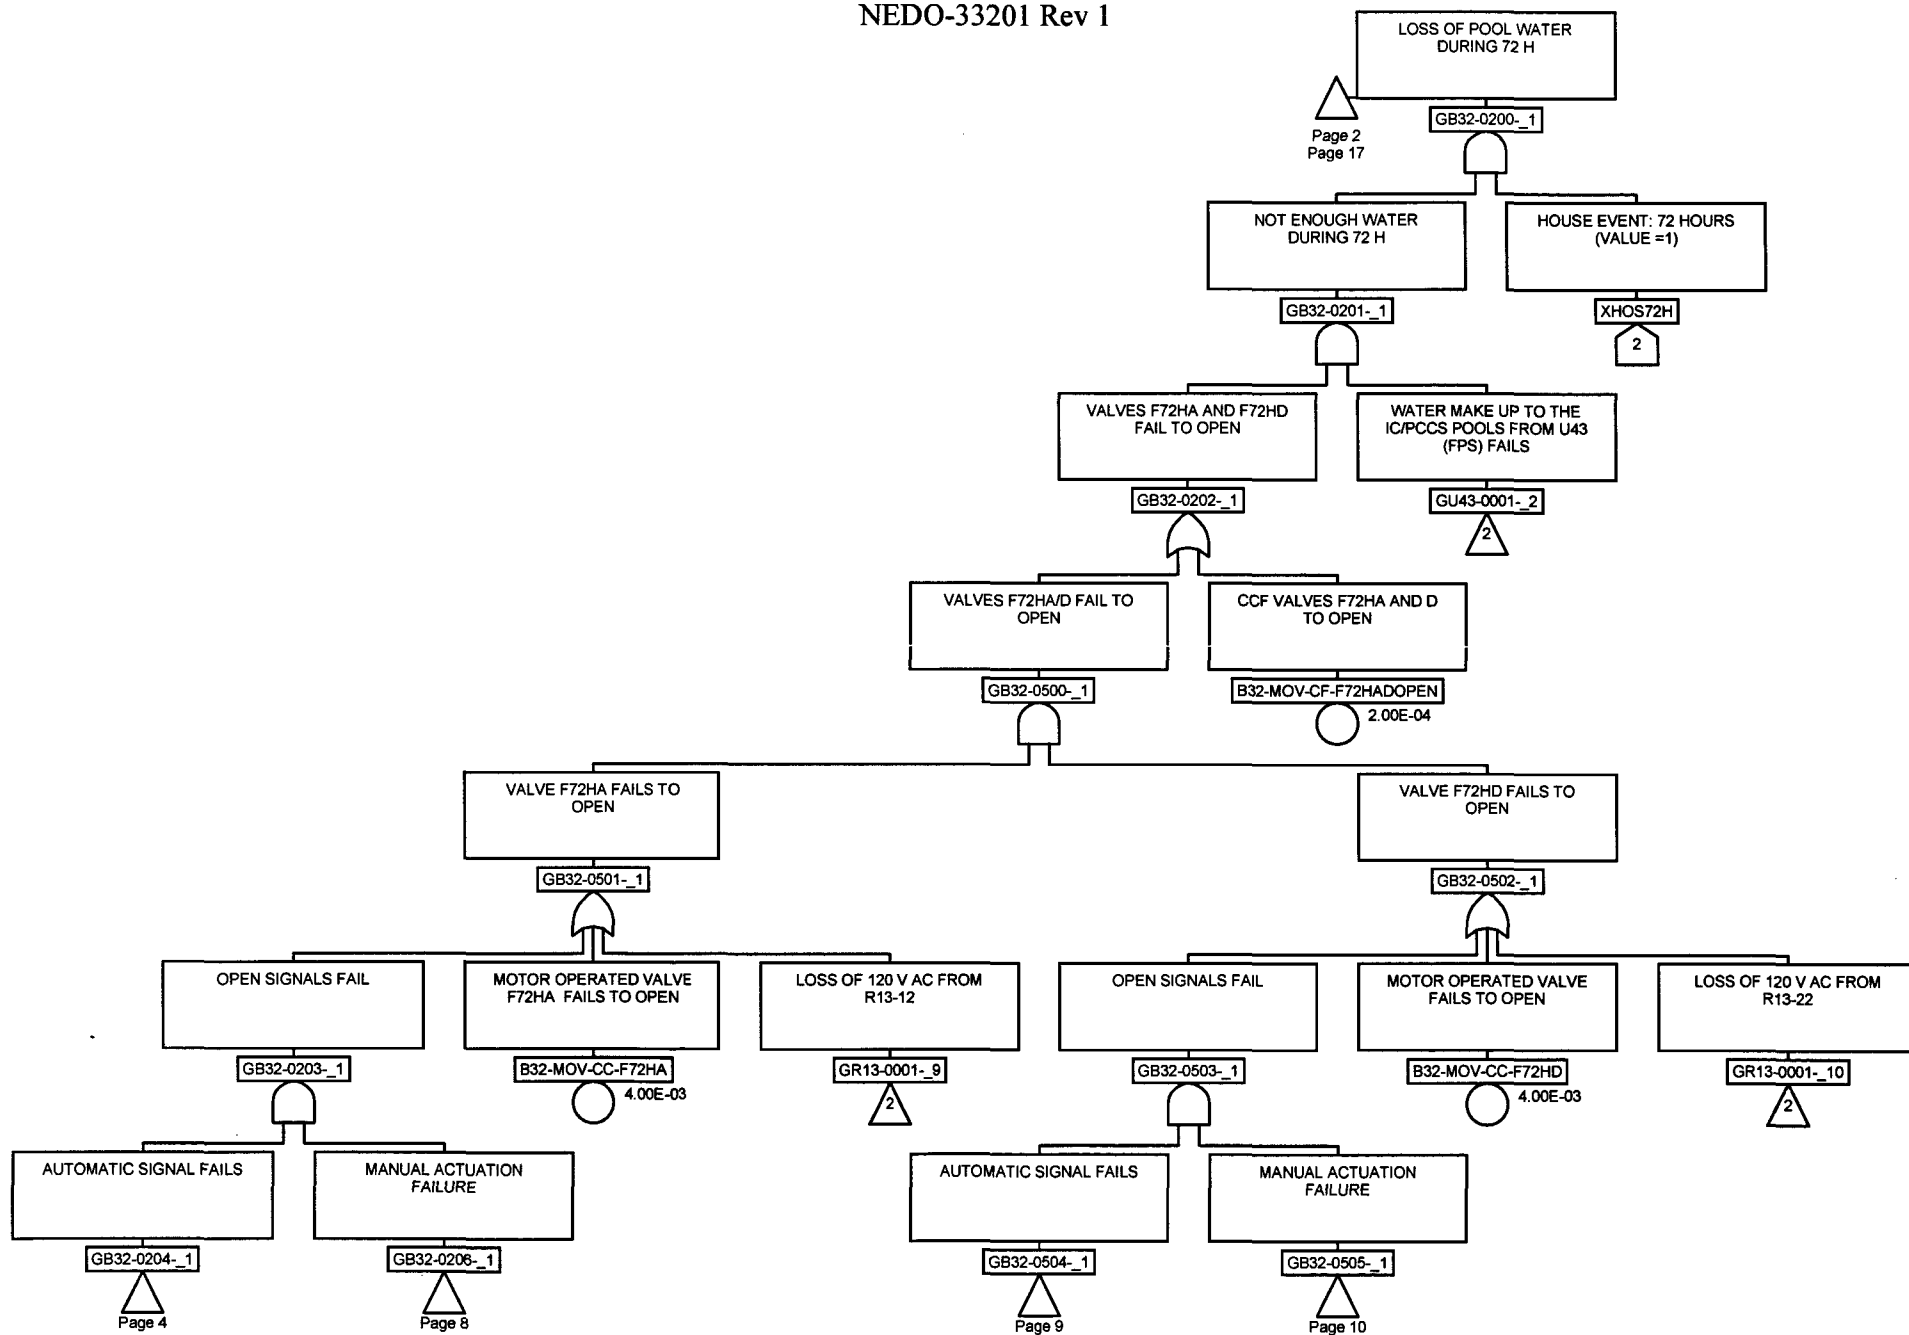 NEDO-33201 Rev 1
LOSS OF POOL WATER
DURING 72 H
Page 2
Page 17
GB32-0200-_1
NOT ENOUGH WATER
DURING 72 H
HOUSE EVENT: 72 HOURS
(VALUE =1)
GB32-0201-_1
XHOS72H
2
VALVES F72HA AND F72HD
FAIL TO OPEN
WATER MAKE UP TO THE
IC/PCCS POOLS FROM U43
(FPS) FAILS
GB32-0202-_1
GU43-0001-_2
2
VALVES F72HA/D FAIL TO
OPEN
CCF VALVES F72HA AND D
TO OPEN
GB32-0500-_1
B32-MOV-CF-F72HADOPEN
2.00E-04
VALVE F72HA FAILS TO
OPEN
VALVE F72HD FAILS TO
OPEN
GB32-0501-_1
GB32-0502-_1
OPEN SIGNALS FAIL
MOTOR OPERATED VALVE
F72HA FAILS TO OPEN
LOSS OF 120 V AC FROM
R13-12
OPEN SIGNALS FAIL
MOTOR OPERATED VALVE
FAILS TO OPEN
LOSS OF 120 V AC FROM
R13-22
GB32-0203-_1
B32-MOV-CC-F72HA
4.00E-03
GR13-0001-_9
2
GB32-0503-_1
B32-MOV-CC-F72HD
4.00E-03
GR13-0001-_10
2
AUTOMATIC SIGNAL FAILS
MANUAL ACTUATION
FAILURE
AUTOMATIC SIGNAL FAILS
MANUAL ACTUATION
FAILURE
GB32-0204-_1
GB32-0206-_1
GB32-0504-_1
GB32-0505-_1
Page 4
Page 8
Page 9
Page 10